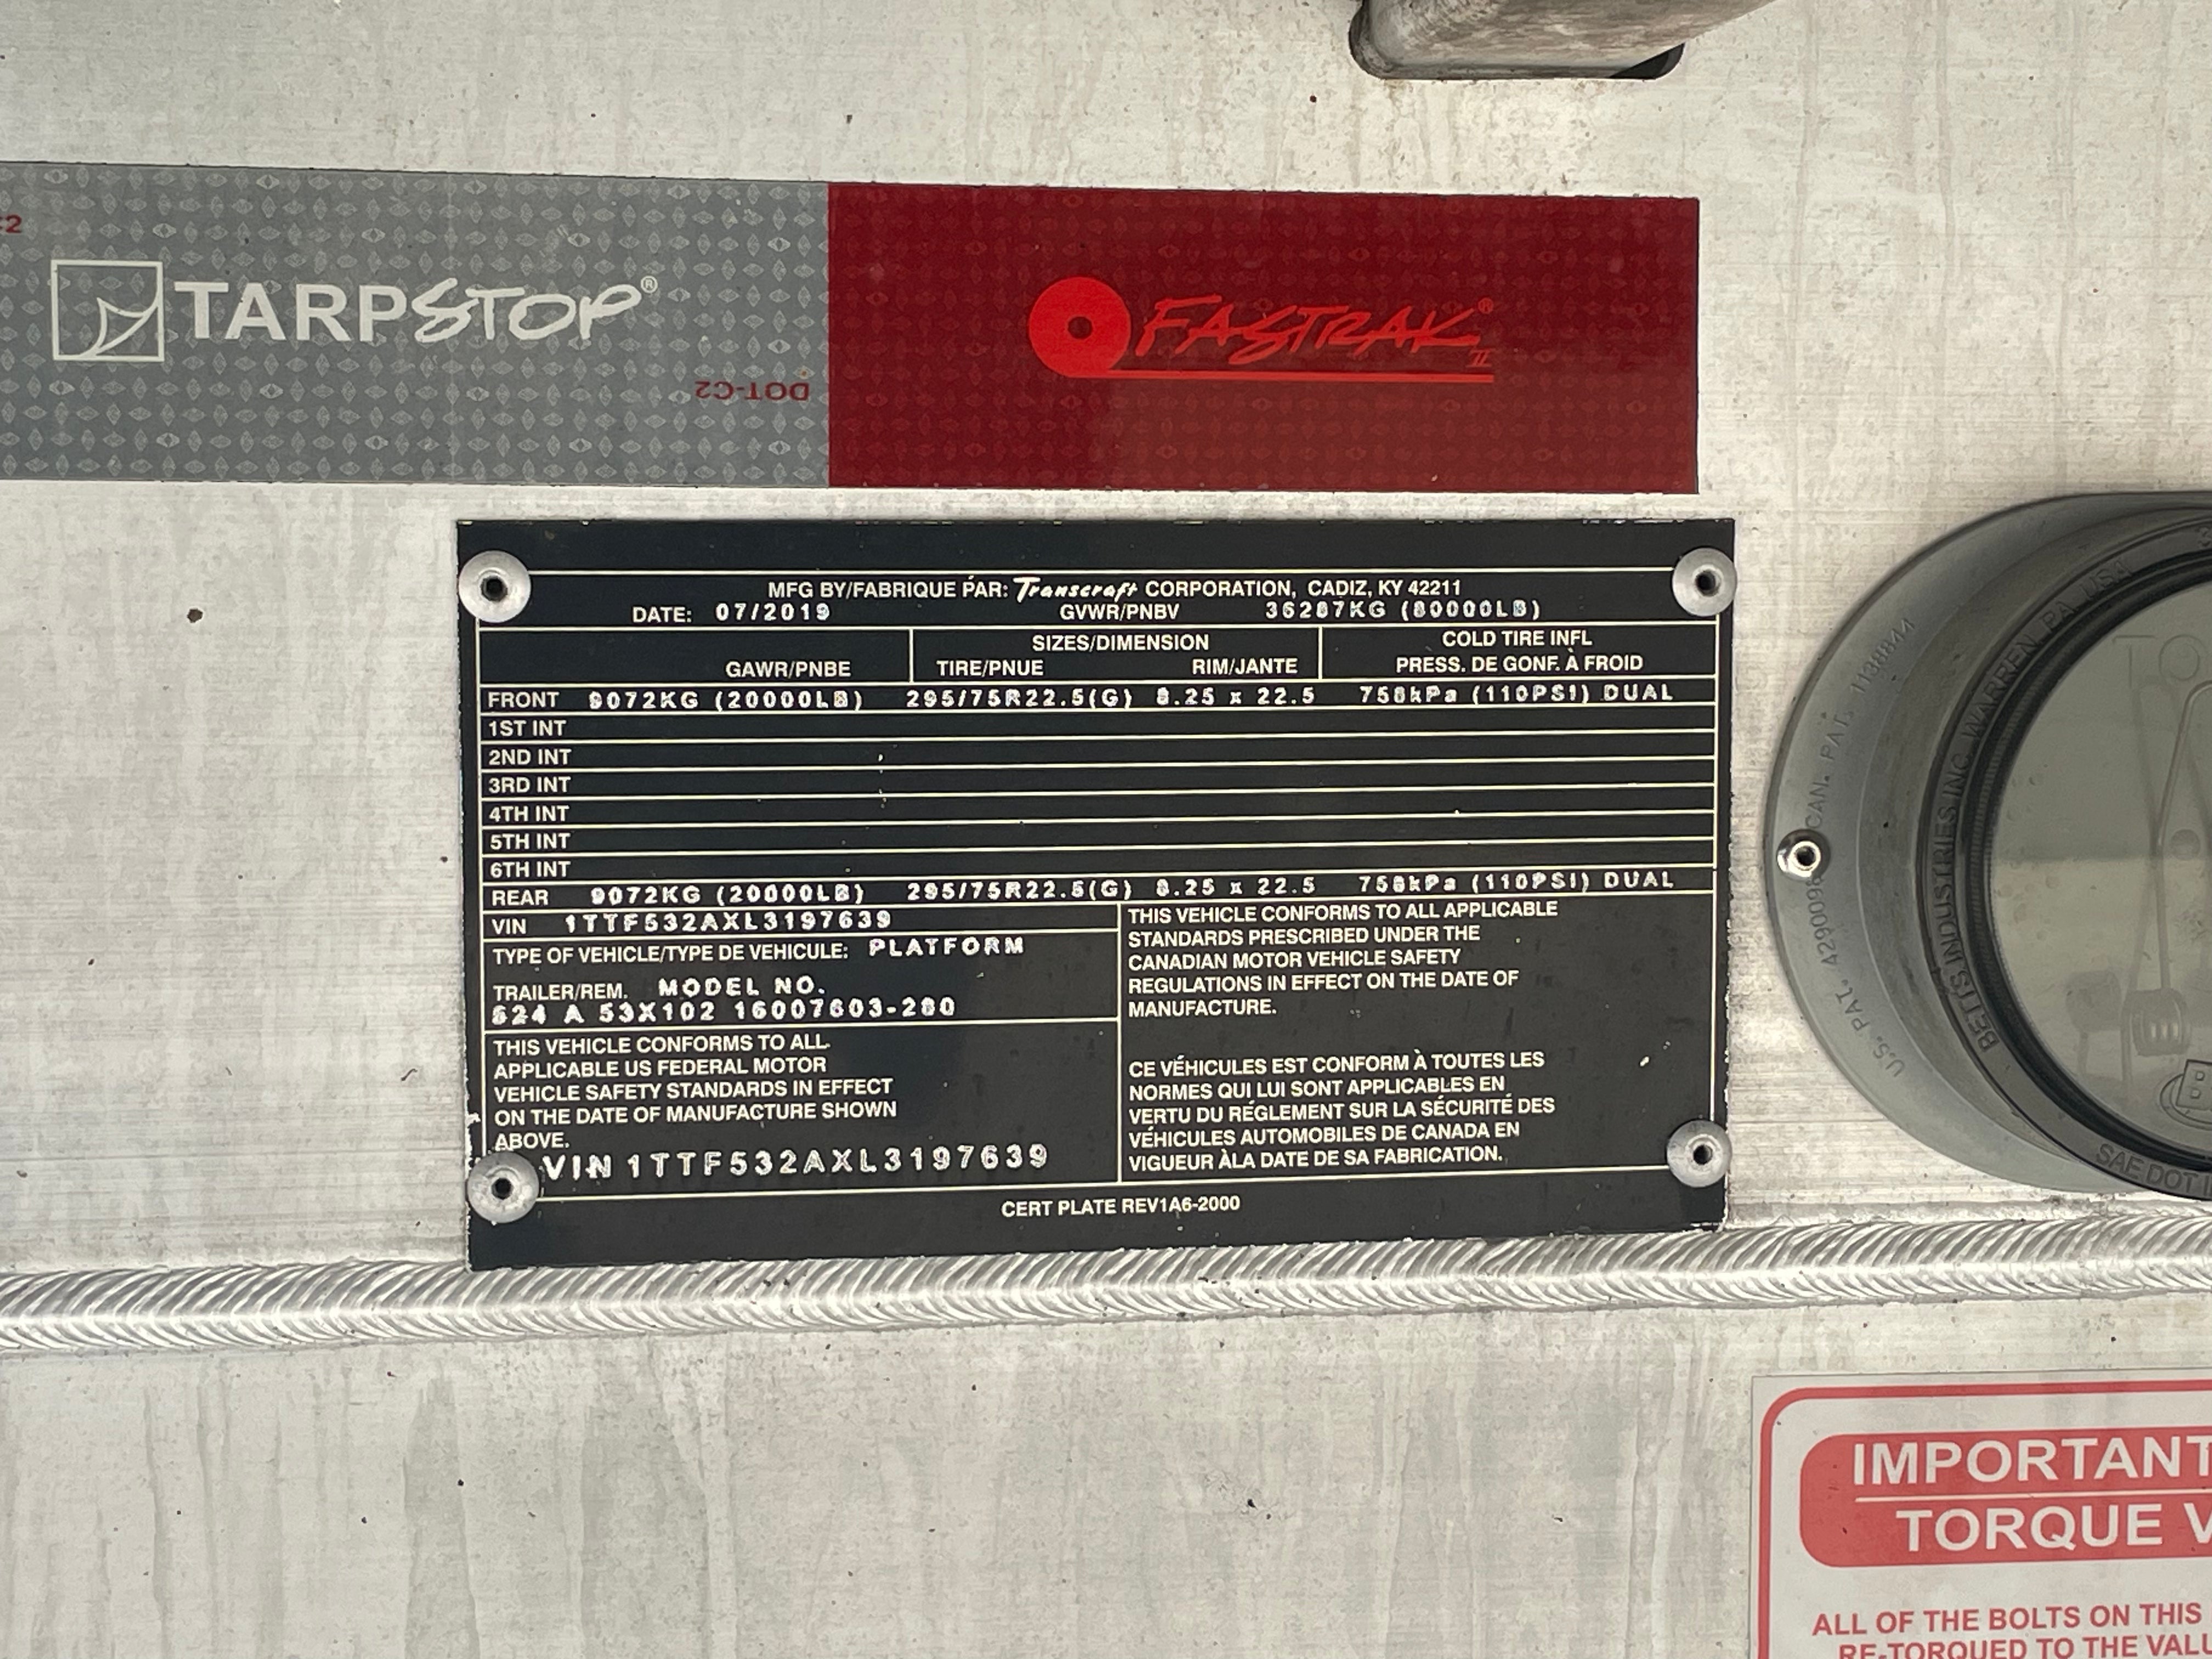 TARPSTOP®
DOT-C2
FASTRAK® II
MFG BY/FABRIQUE PAR: Transcraft CORPORATION, CADIZ, KY 42211
DATE: 07/2019 GVWR/PNBV 36287KG (80000LB)
SIZES/DIMENSION COLD TIRE INFL
GAWR/PNBE TIRE/PNUE RIM/JANTE PRESS. DE GONF. À FROID
FRONT 9072KG (20000LB) 295/75R22.5(G) 8.25 x 22.5 758kPa (110PSI) DUAL
1ST INT
2ND INT
3RD INT
4TH INT
5TH INT
6TH INT
REAR 9072KG (20000LB) 295/75R22.5(G) 8.25 x 22.5 758kPa (110PSI) DUAL
VIN 1TTF532AXL3197639
TYPE OF VEHICLE/TYPE DE VEHICULE: PLATFORM
TRAILER/REM. MODEL NO.
524 A 53X102 16007603-280
THIS VEHICLE CONFORMS TO ALL
APPLICABLE US FEDERAL MOTOR
VEHICLE SAFETY STANDARDS IN EFFECT
ON THE DATE OF MANUFACTURE SHOWN
ABOVE.
VIN 1TTF532AXL3197639
THIS VEHICLE CONFORMS TO ALL APPLICABLE
STANDARDS PRESCRIBED UNDER THE
CANADIAN MOTOR VEHICLE SAFETY
REGULATIONS IN EFFECT ON THE DATE OF
MANUFACTURE.
CE VÉHICULES EST CONFORM À TOUTES LES
NORMES QUI LUI SONT APPLICABLES EN
VERTU DU RÉGLEMENT SUR LA SÉCURITÉ DES
VÉHICULES AUTOMOBILES DE CANADA EN
VIGUEUR ÀLA DATE DE SA FABRICATION.
CERT PLATE REV1A6-2000
U.S. PAT. CAN. PAT. 1138844
BETTS INDUSTRIES INC. WARREN, PA. USA
SAE DOT
IMPORTANT
TORQUE V
ALL OF THE BOLTS ON THIS
RE-TORQUED TO THE VALU